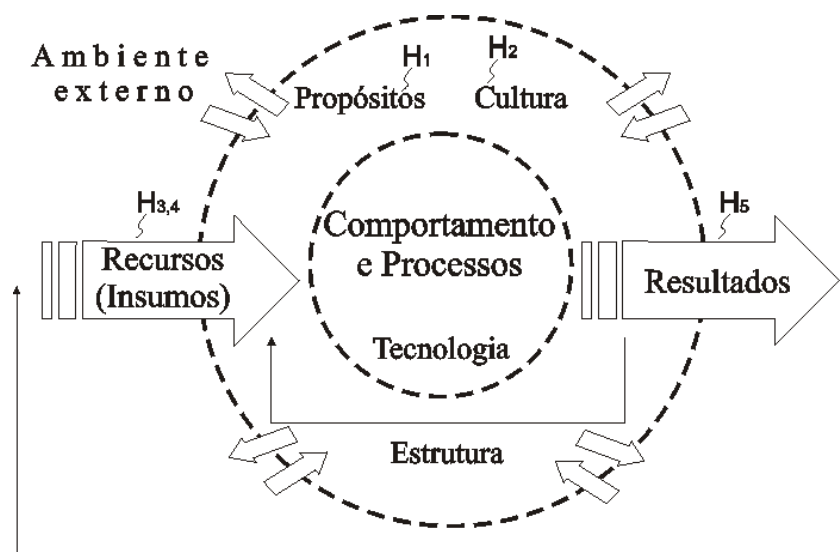 Ambiente
externo
H1
H2
Propósitos
Cultura
H3,4
H5
Comportamento
e Processos
Recursos
(Insumos)
Resultados
Tecnologia
Estrutura